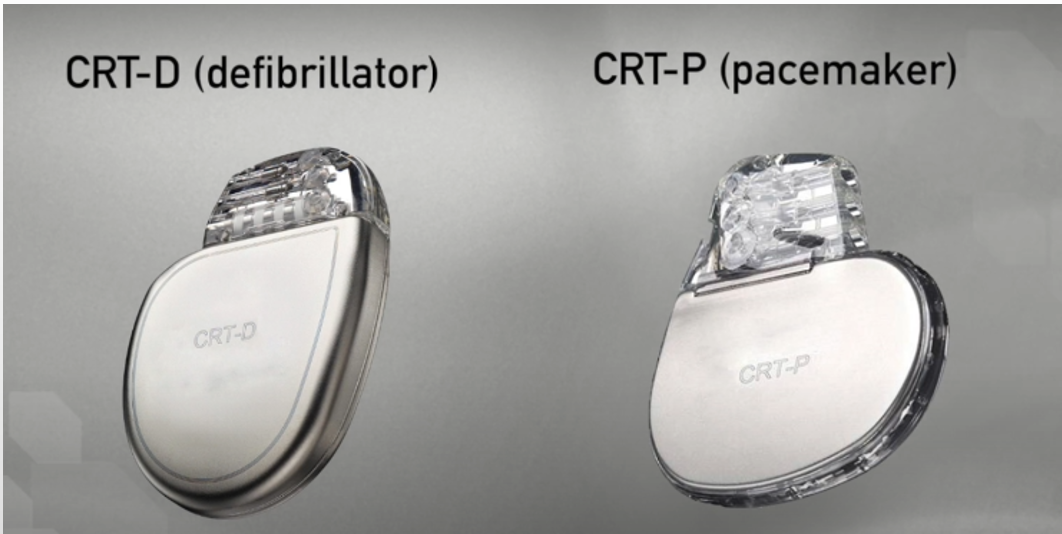 CRT-D (defibrillator)
CRT-P (pacemaker)
CRT-D
CRT-P